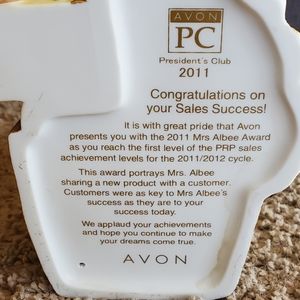 AVON
PC
President's Club
2011
Congratulations on
your Sales Success!
It is with great pride that Avon
presents you with the 2011 Mrs Albee Award
as you reach the first level of the PRP sales
achievement levels for the 2011/2012 cycle.
This award portrays Mrs. Albee
sharing a new product with a customer.
Customers were as key to Mrs Albee's
success as they are to your
success today.
We applaud your achievements
and hope you continue to make
your dreams come true.
AVON